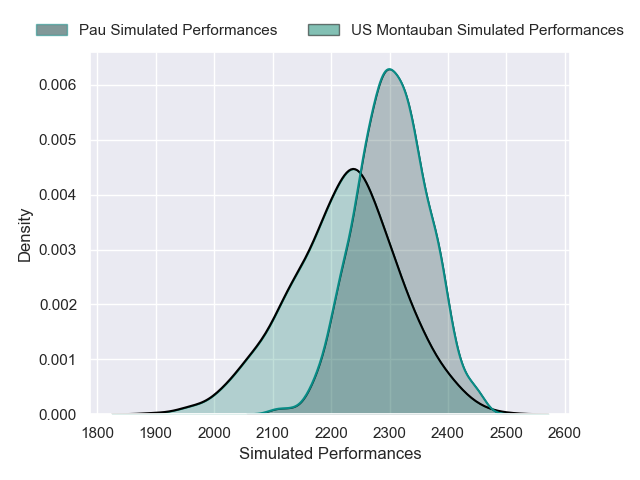 Pau Simulated Performances US Montauban Simulated Performances
0.006
0.005
0.004
0.003
0.002
0.001
0.000
Density
1800 1900 2000 2100 2200 2300 2400 2500 2600
Simulated Performances